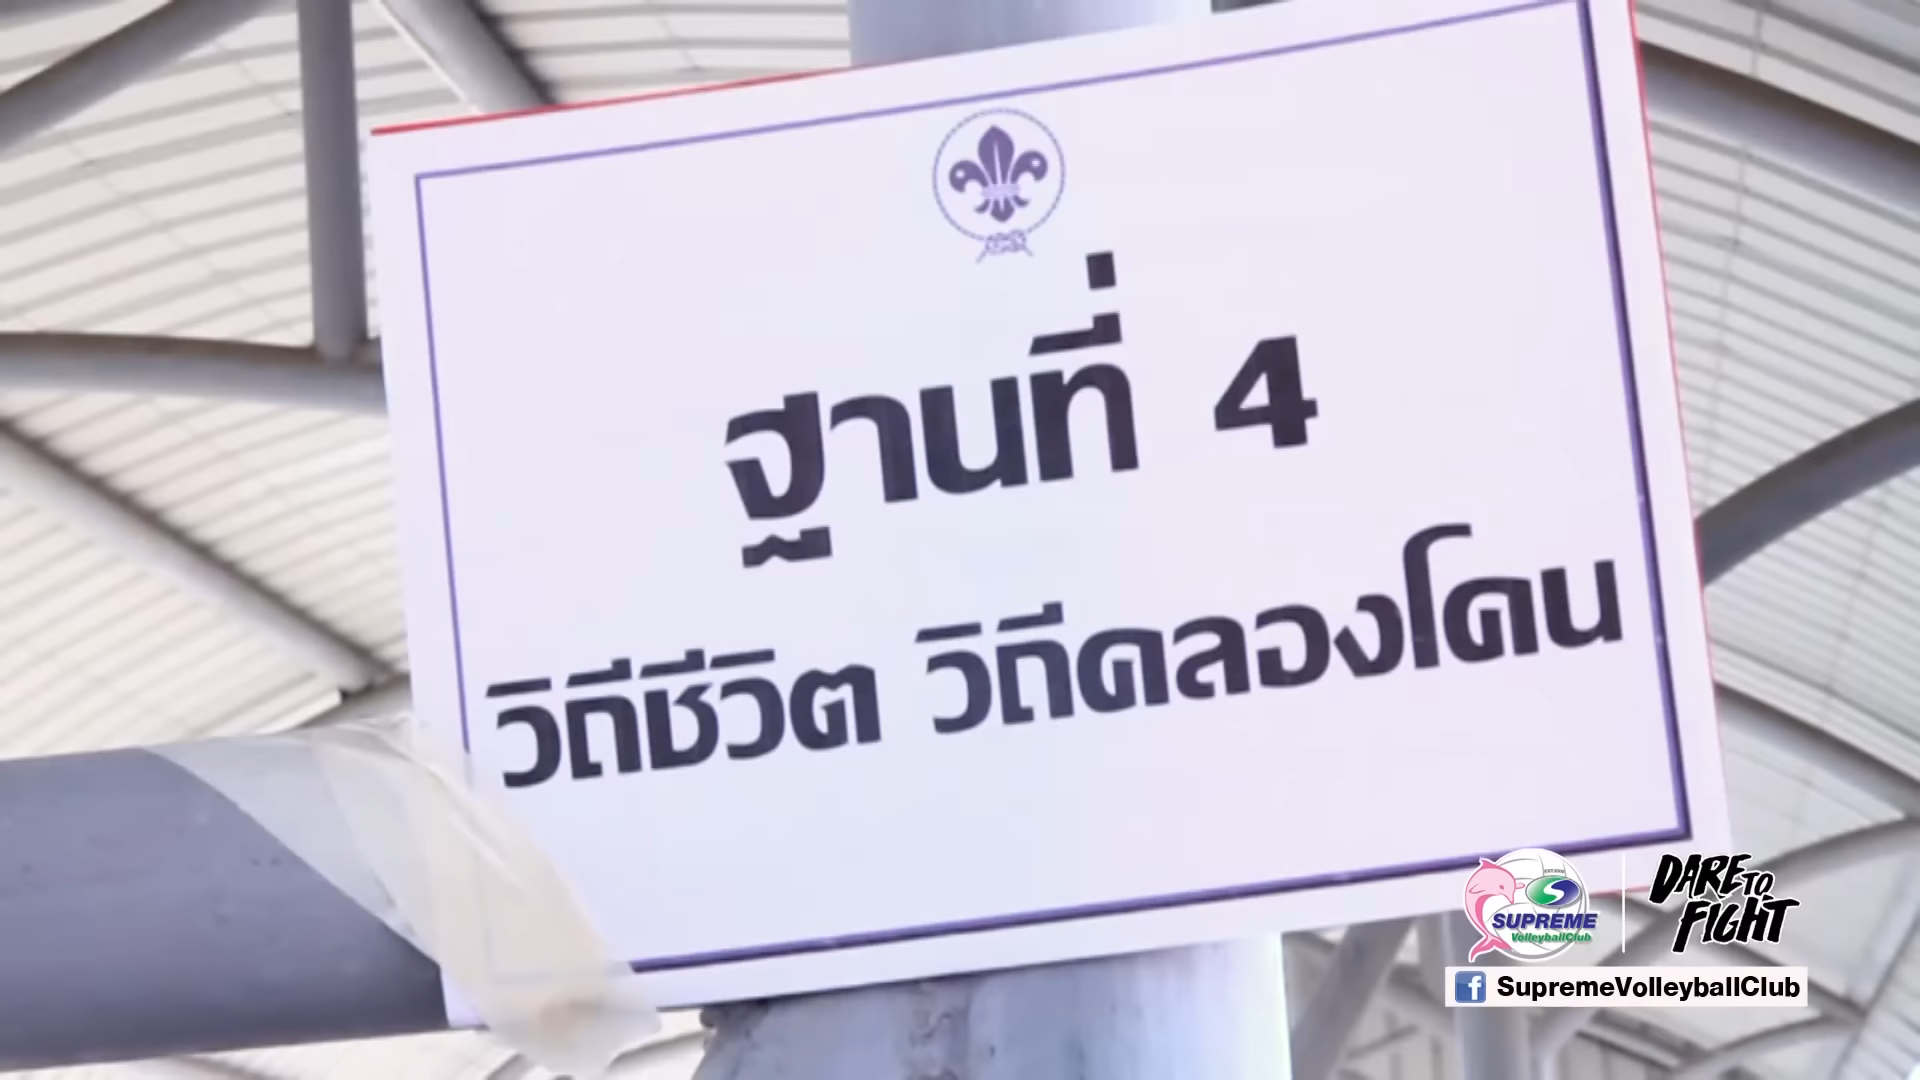 ฐานที่ 4
วิถีชีวิต วิถีคลองโคน
S
SUPREME
VolleyballClub
DARE TO
FIGHT
f SupremeVolleyballClub